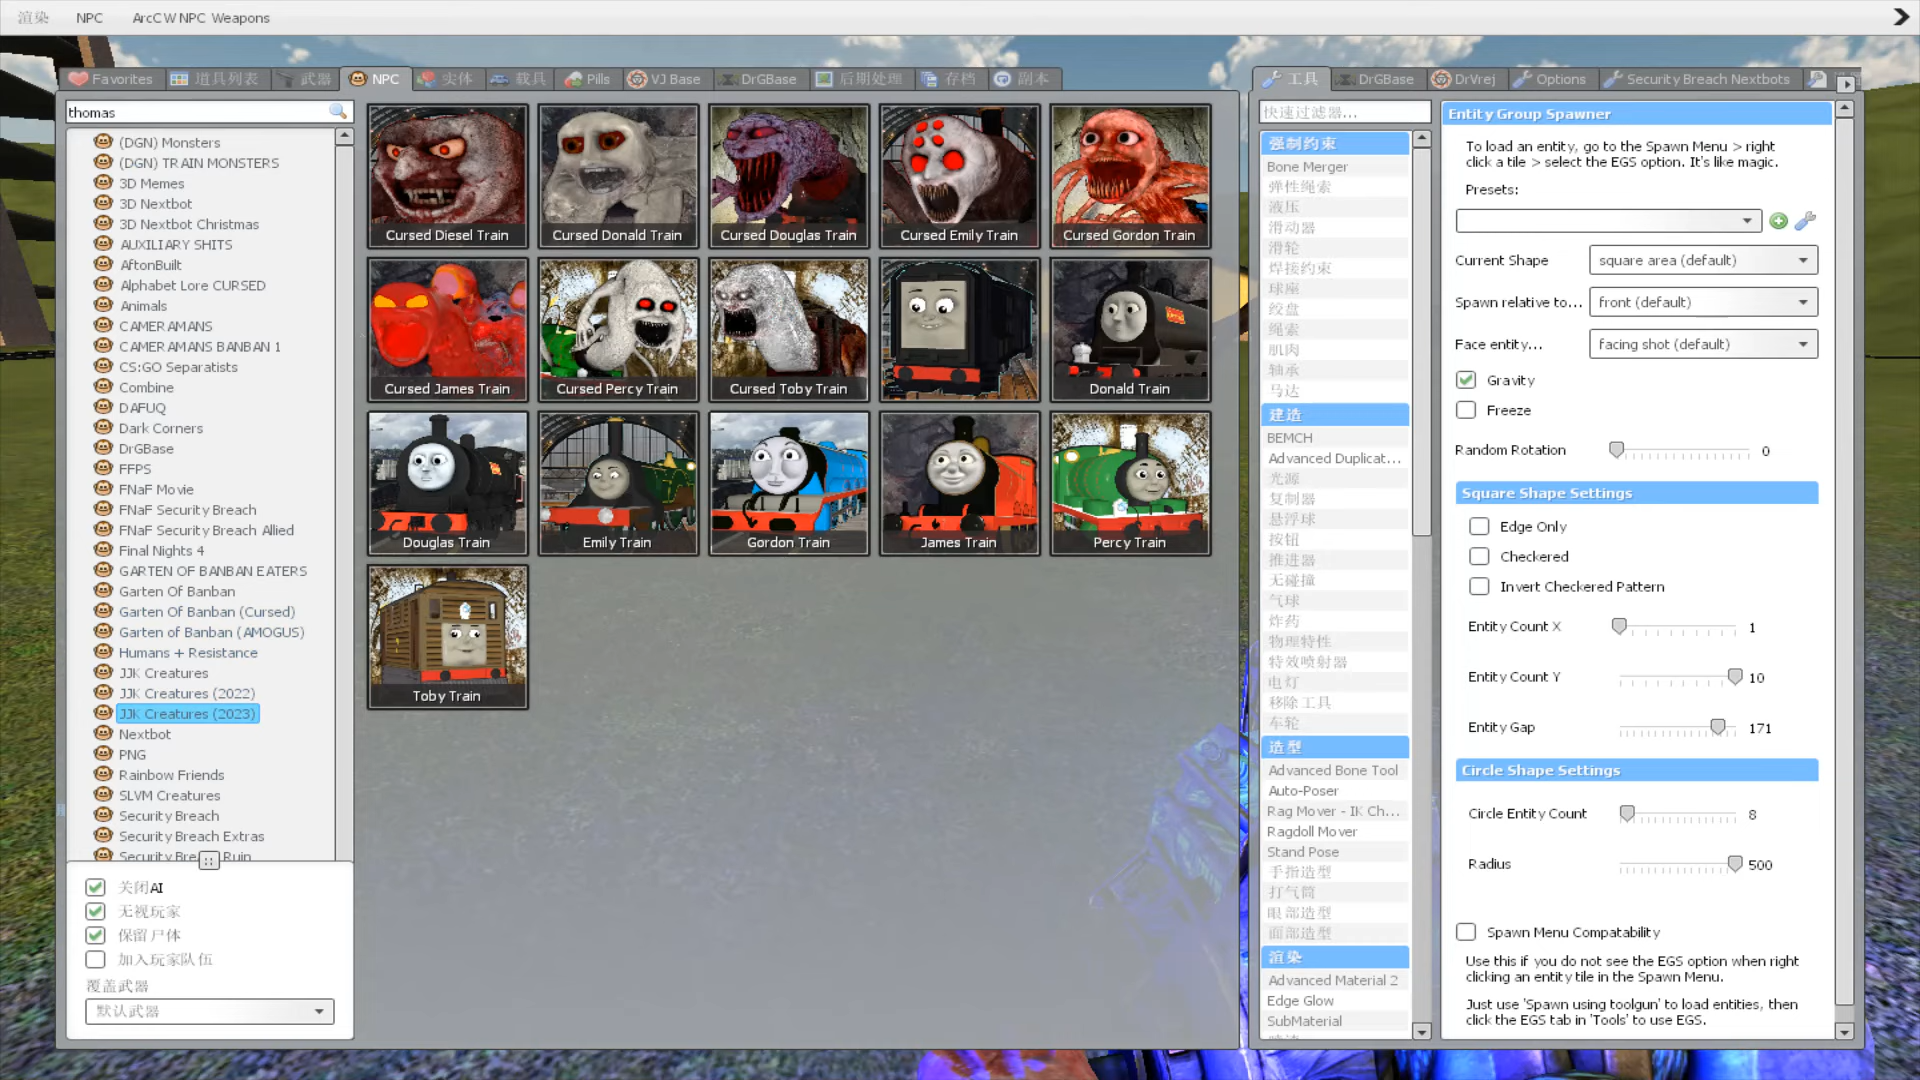 渲染 NPC ArcCW NPC Weapons
Favorites 道具列表 武器 NPC 实体 载具 Pills VJ Base DrGBase 后期处理 存档 副本
thomas
(DGN) Monsters
(DGN) TRAIN MONSTERS
3D Memes
3D Nextbot
3D Nextbot Christmas
AUXILIARY SHITS
AftonBuilt
Alphabet Lore CURSED
Animals
CAMERAMANS
CAMERAMANS BANBAN 1
CS:GO Separatists
Combine
DAFUQ
Dark Corners
DrGBase
FFPS
FNaF Movie
FNaF Security Breach
FNaF Security Breach Allied
Final Nights 4
GARTEN OF BANBAN EATERS
Garten Of Banban
Garten Of Banban (Cursed)
Garten of Banban (AMOGUS)
Humans + Resistance
JJK Creatures
JJK Creatures (2022)
JJK Creatures (2023)
Nextbot
PNG
Rainbow Friends
SLVM Creatures
Security Breach
Security Breach Extras
Ruin
关闭AI
无视玩家
保留尸体
加入玩家队伍
覆盖武器
默认武器
Cursed Diesel Train
Cursed Donald Train
Cursed Douglas Train
Cursed Emily Train
Cursed Gordon Train
Cursed James Train
Cursed Percy Train
Cursed Toby Train
Donald Train
Douglas Train
Emily Train
Gordon Train
James Train
Percy Train
Toby Train
工具 DrGBase DrVrej Options Security Breach Nextbots
快速过滤器...
强制约束
Bone Merger
弹性绳索
液压
滑动器
滑轮
焊接约束
球座
绞盘
绳索
肌肉
轴承
马达
建造
BEMCH
Advanced Duplicat...
光源
复制器
悬浮球
按钮
推进器
无碰撞
气球
炸药
物理特性
特效喷射器
电灯
移除工具
车轮
造型
Advanced Bone Tool
Auto-Poser
Rag Mover - IK Ch...
Ragdoll Mover
Stand Pose
手指造型
打气筒
眼部造型
面部造型
渲染
Advanced Material 2
Edge Glow
SubMaterial
Entity Group Spawner
To load an entity, go to the Spawn Menu > right
click a tile > select the EGS option. It's like magic.
Presets:
Current Shape square area (default)
Spawn relative to... front (default)
Face entity... facing shot (default)
Gravity
Freeze
Random Rotation 0
Square Shape Settings
Edge Only
Checkered
Invert Checkered Pattern
Entity Count X 1
Entity Count Y 10
Entity Gap 171
Circle Shape Settings
Circle Entity Count 8
Radius 500
Spawn Menu Compatability
Use this if you do not see the EGS option when right
clicking an entity tile in the Spawn Menu.
Just use 'Spawn using toolgun' to load entities, then
click the EGS tab in 'Tools' to use EGS.